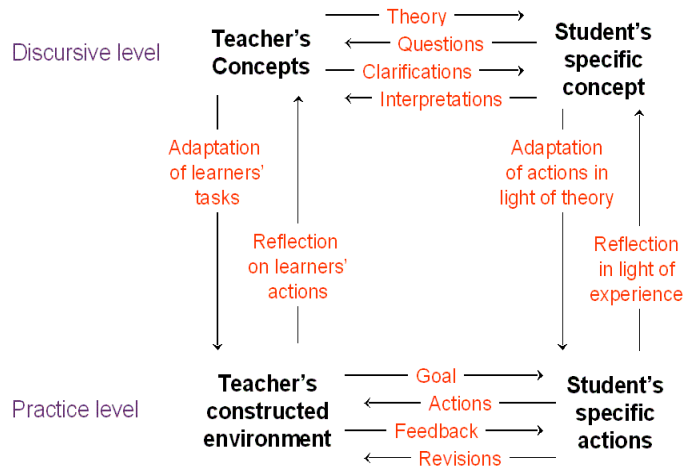 Theory
Discursive level
Teacher's
Concepts
Questions
Clarifications
Interpretations
Student's
specific
concept
Adaptation
of learners'
tasks
Reflection
on learners'
actions
Adaptation
of actions in
light of theory
Reflection
in light of
experience
Practice level
Teacher's
constructed
environment
Goal
Actions
Feedback
Revisions
Student's
specific
actions